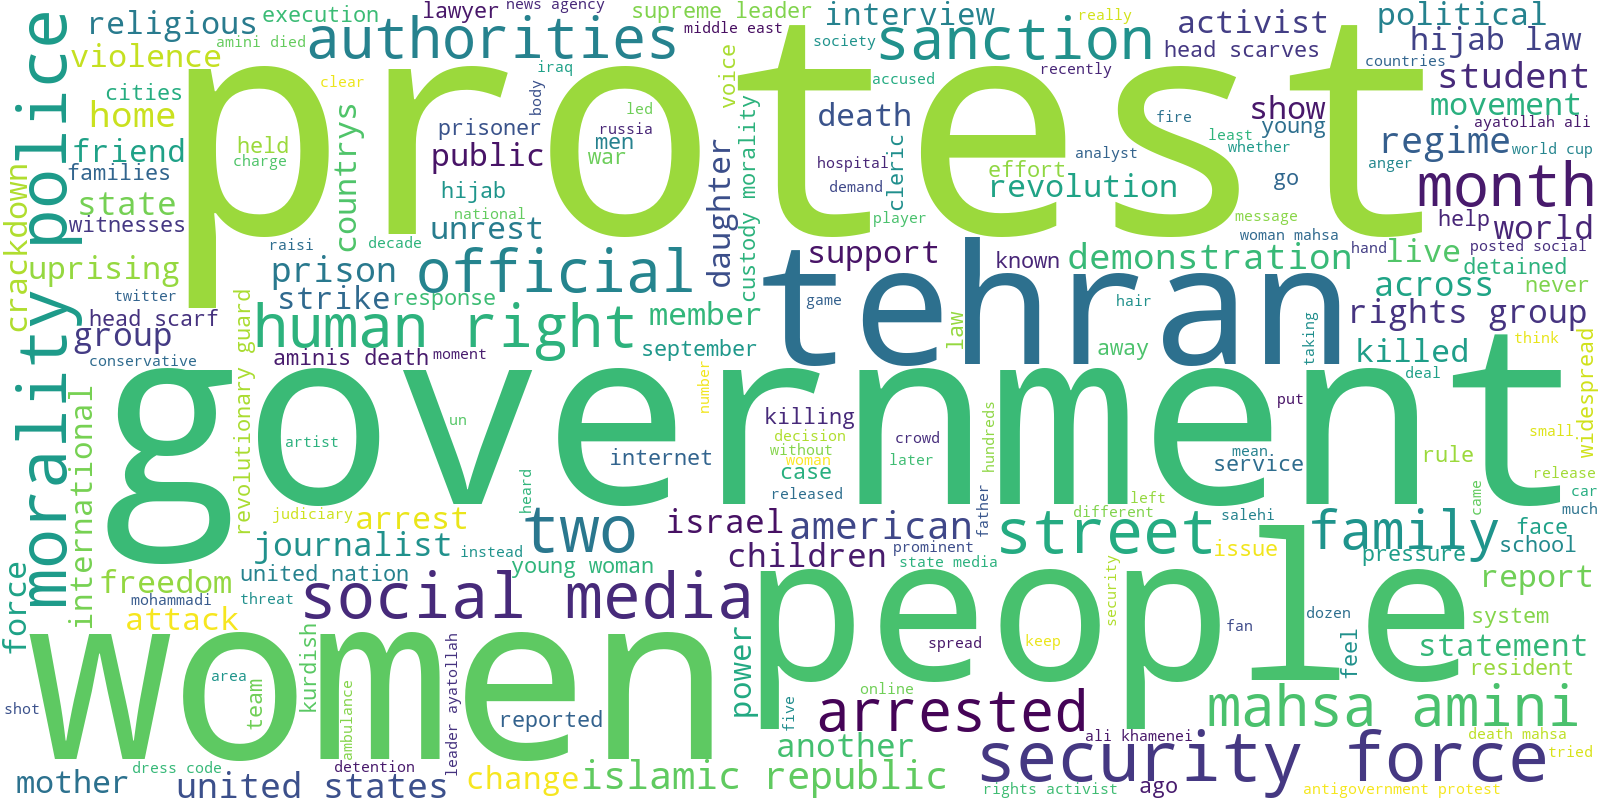 religious
execution
lawyer
news agency
supreme leader
interview
really
activist
political
violence
amini died
authorities
middle east
society
sanction
head scarves
hijab law
countries
morality police
protest
cities
clear
iraq
voice
accused
recently
student
home
countrys
body
led
death
show
movement
friend
held
charge
prisoner
russia
men
war
public
custody morality
hospital
demand
cleric
fire
least
whether
young
analyst
effort
regime
ayatollah ali
world cup
anger
families
crackdown
state
witnesses
hijab
national
unrest
daughter
player
revolution
go
message
month
help
world
uprising
raisi
decade
woman mahsa
hand
live
posted social
twitter
prison
official
support
known
demonstration
detained
head scarf
strike
response
tehran
game
hair
across
never
group
human right
member
rights group
conservative
revolutionary guard
aminis death
moment
september
law
away
taking
killed
think
deal
widespread
international
government
number
artist
un
killing
decision
without
woman
crowd
hundreds
put
small
internet
case
later
mean.
service
rule
release
heard
released
left
came
car
much
judiciary
arrest
two
israel
american
father
different
street
salehi
family
face
journalist
instead
children
prominent
issue
pressure
school
freedom
united nation
young woman
state media
security
report
force
mohammadi
threat
social media
people
dozen
system
attack
kurdish
women
power
spread
keep
fan
feel
statement
area
resident
shot
team
ambulance
leader ayatollah
reported
online
five
arrested
mahsa amini
another
ali khamenei
security force
death mahsa
tried
mother
dress code
detention
united states
change
islamic republic
rights activist
ago
antigovernment protest